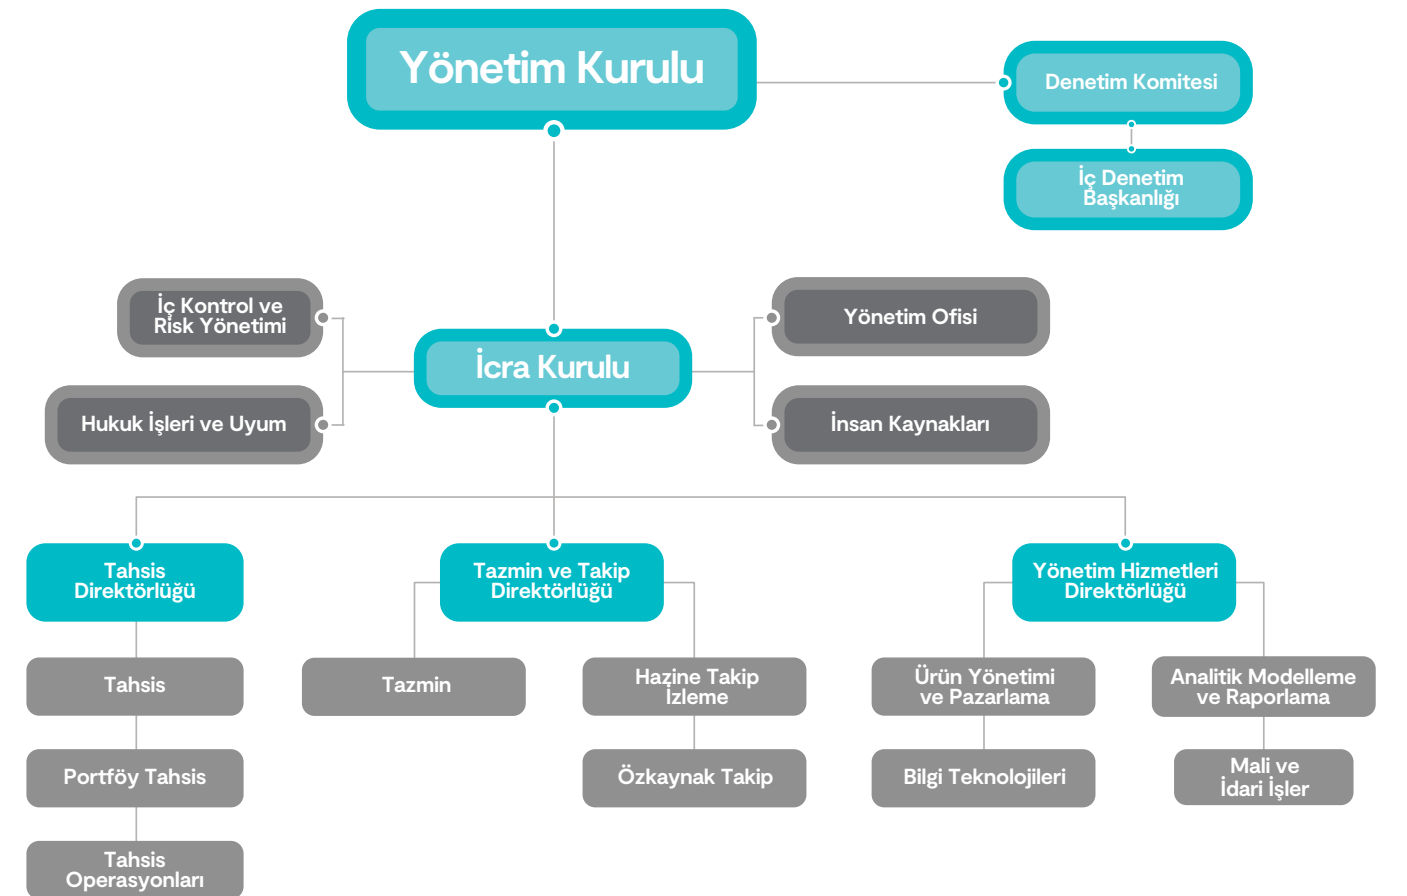 Yönetim Kurulu
Denetim Komitesi
İç Denetim
Başkanlığı
İç Kontrol ve
Risk Yönetimi
Yönetim Ofisi
İcra Kurulu
Hukuk İşleri ve Uyum
İnsan Kaynakları
Tahsis
Direktörlüğü
Tazmin ve Takip
Direktörlüğü
Yönetim Hizmetleri
Direktörlüğü
Tahsis
Tazmin
Hazine Takip
İzleme
Ürün Yönetimi
ve Pazarlama
Analitik Modelleme
ve Raporlama
Portföy Tahsis
Özkaynak Takip
Bilgi Teknolojileri
Mali ve
İdari İşler
Tahsis
Operasyonları